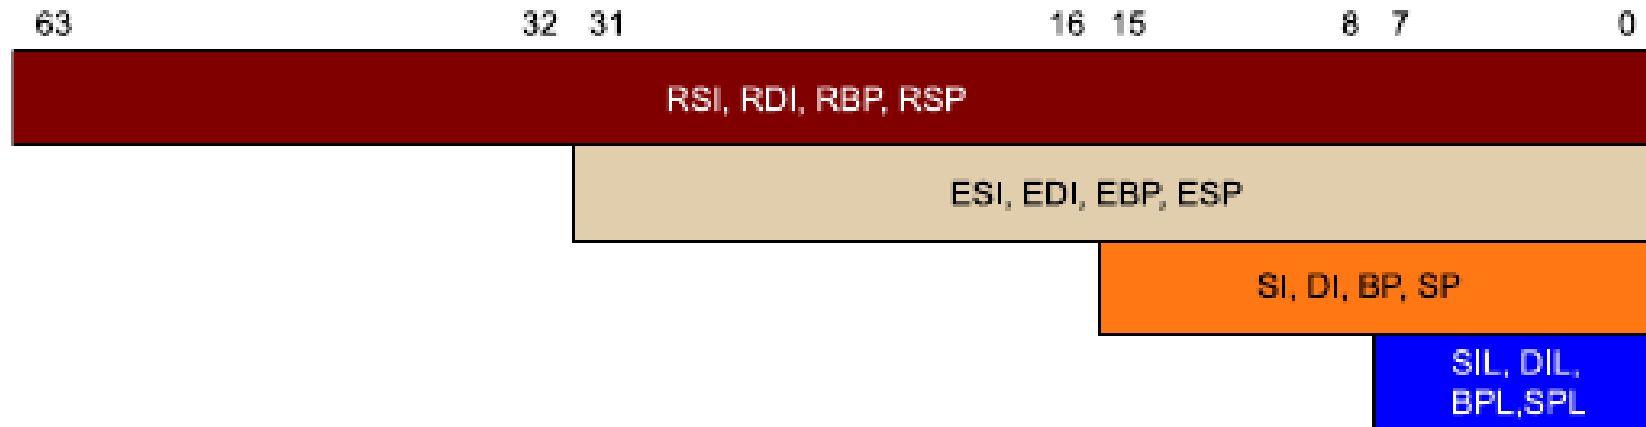 63 32 31 16 15 8 7 0
RSI, RDI, RBP, RSP
ESI, EDI, EBP, ESP
SI, DI, BP, SP
SIL, DIL,
BPL,SPL